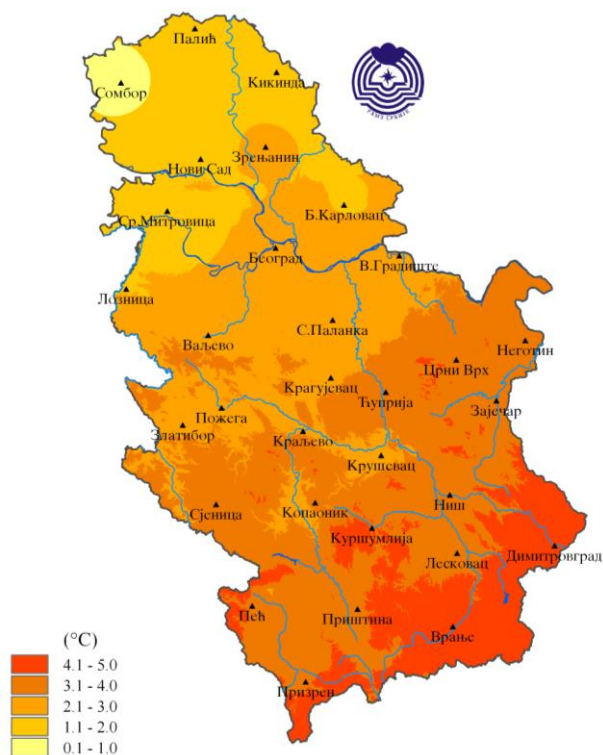 Палић
Кикинда
Сомбор
Зрењанин
Нови Сад
Б.Карловац
Ср.Митровица
Београд
В.Градиште
Лозница
С.Паланка
Ваљево
Неготин
Црни Врх
Крагујевац
Ћуприја
Зајечар
Пожега
Златибор
Краљево
Крушевац
Ниш
Сјеница
Копаоник
Куршумлија
Димитровград
Лесковац
Пећ
Приштина
Врање
Призрен
(°C)
4.1 - 5.0
3.1 - 4.0
2.1 - 3.0
1.1 - 2.0
0.1 - 1.0